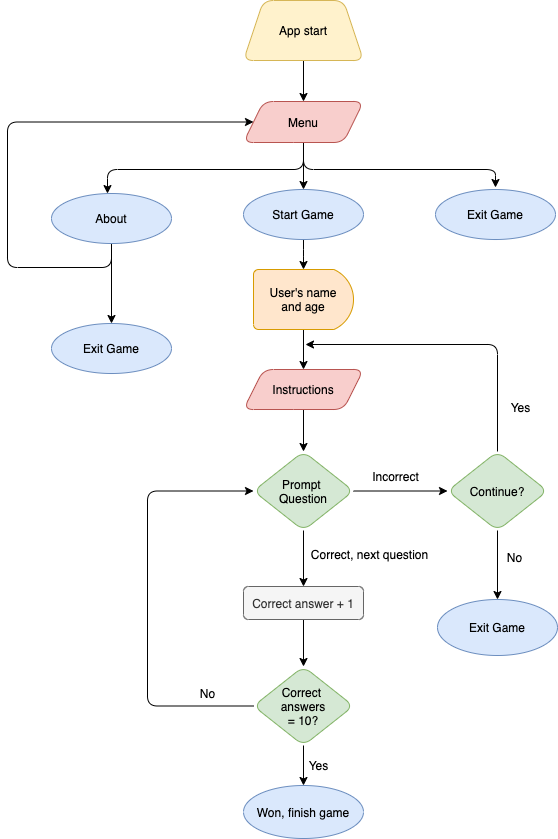 App start
Menu
About
Start Game
Exit Game
User's name
and age
Exit Game
Instructions
Yes
Prompt
Question
Incorrect
Continue?
Correct, next question
No
Correct answer + 1
Exit Game
No
Correct
answers
= 10?
Yes
Won, finish game